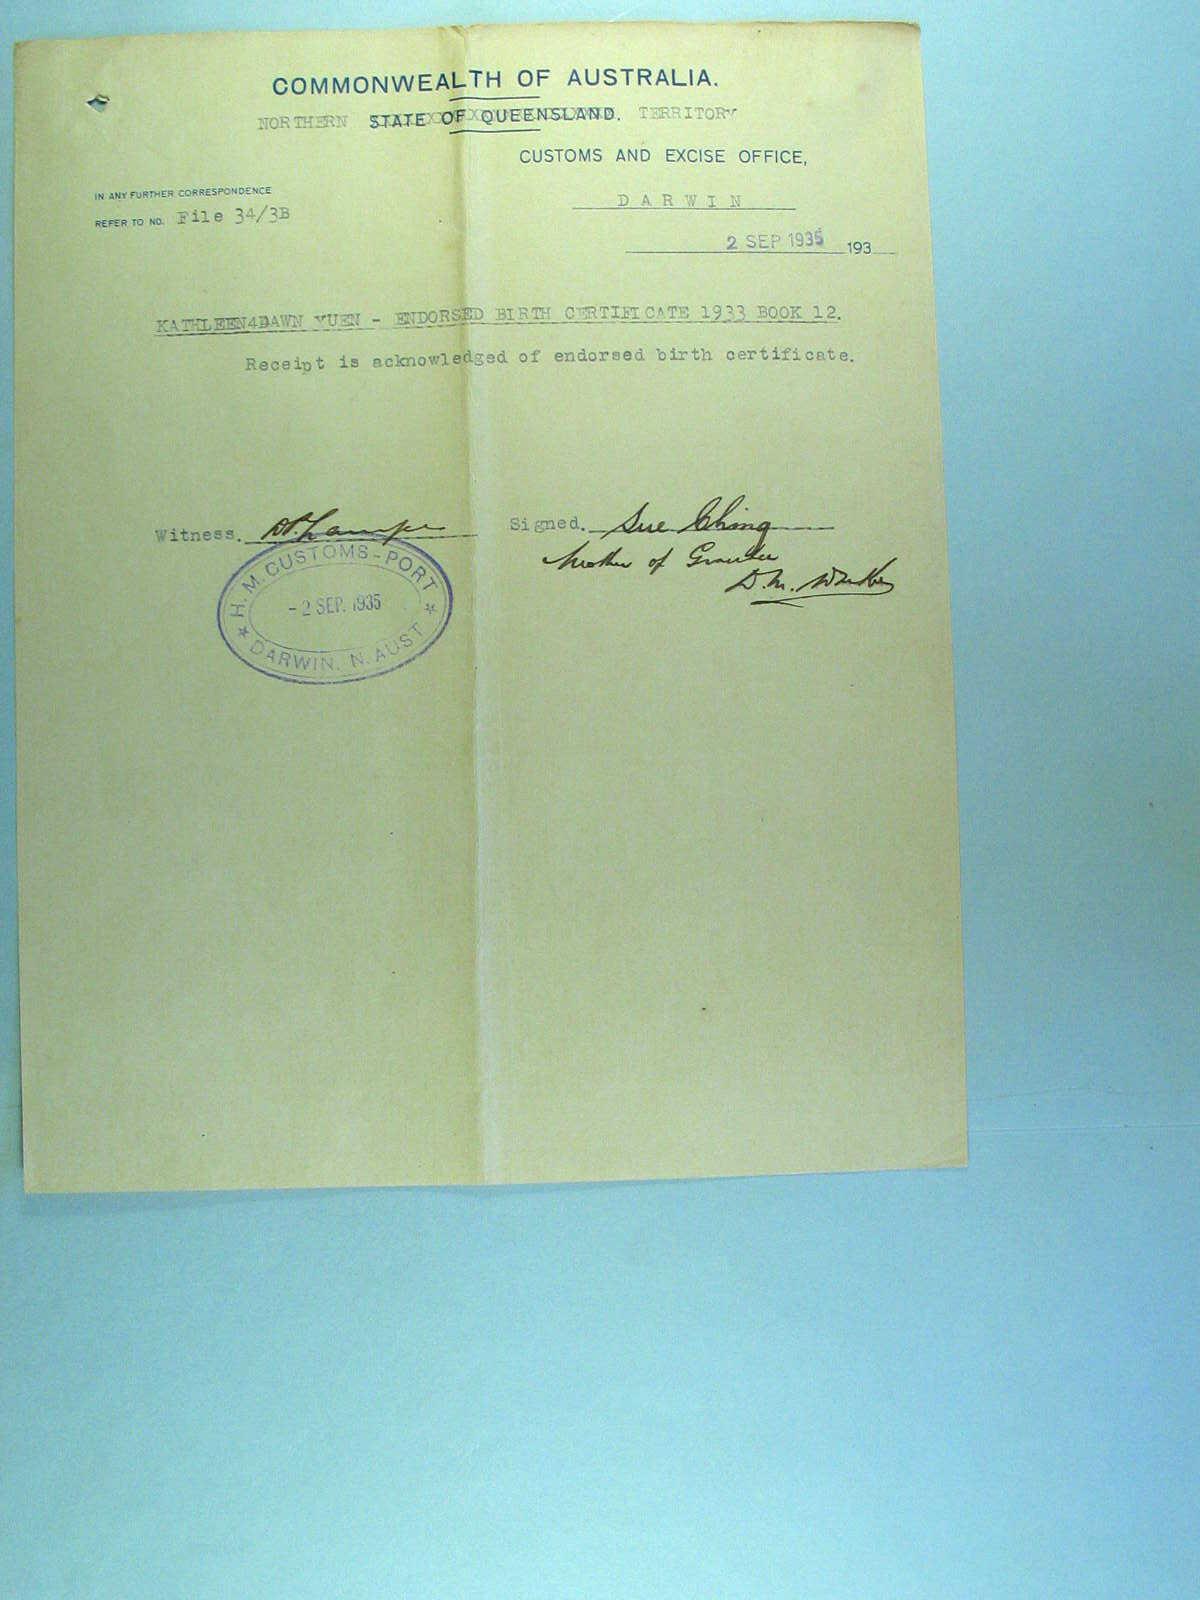 COMMONWEALTH OF AUSTRALIA.
NORTHERN STATE OF QUEENSLAND. TERRITORY
CUSTOMS AND EXCISE OFFICE,
DARWIN
IN ANY FURTHER CORRESPONDENCE
REFER TO NO. File 34/3B
2 SEP 1935 193
KATHLEEN4DAWN YUEN - ENDORSED BIRTH CERTIFICATE 1933 BOOK 12.
Receipt is acknowledged of endorsed birth certificate.
Witness.
Signed. Sue Ching
Mother of Grantee
D.M.
H.M. CUSTOMS-PORT
- 2 SEP. 1935
DARWIN. N. AUST